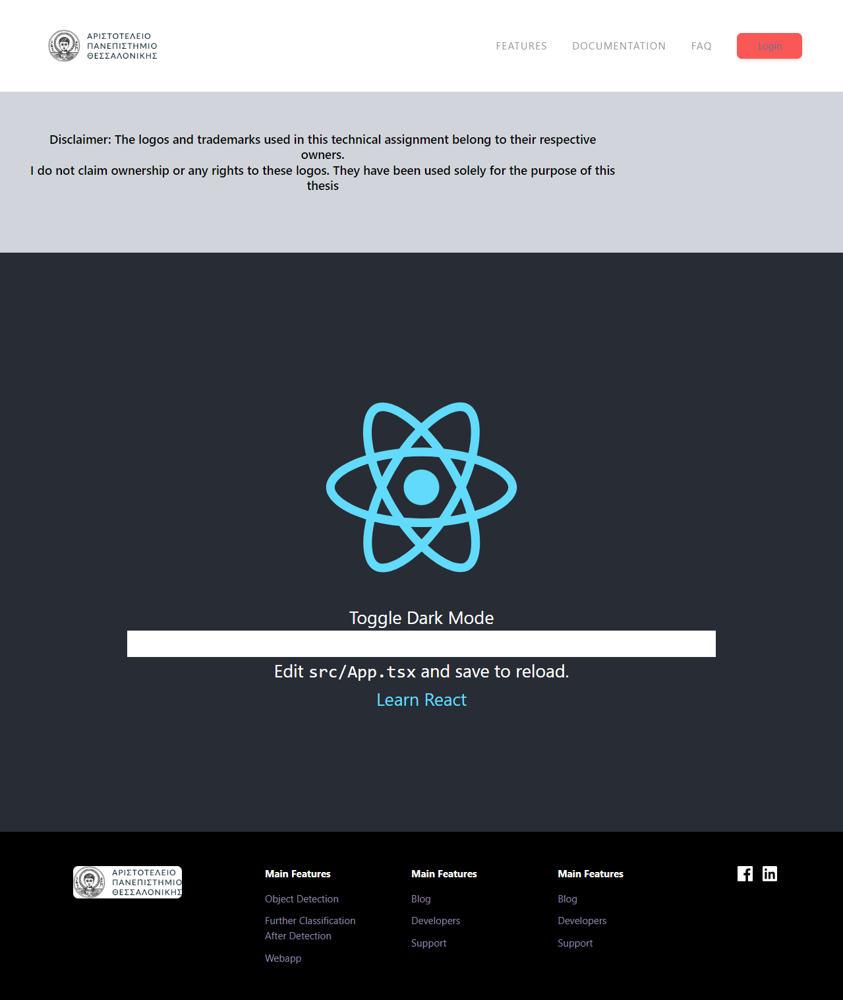 ΑΡΙΣΤΟΤΕΛΕΙΟ
ΠΑΝΕΠΙΣΤΗΜΙΟ
ΘΕΣΣΑΛΟΝΙΚΗΣ
FEATURES
DOCUMENTATION
FAQ
Login
Disclaimer: The logos and trademarks used in this technical assignment belong to their respective
owners.
I do not claim ownership or any rights to these logos. They have been used solely for the purpose of this
thesis
Toggle Dark Mode
Edit src/App.tsx and save to reload.
Learn React
ΑΡΙΣΤΟΤΕΛΕΙΟ
ΠΑΝΕΠΙΣΤΗΜΙΟ
ΘΕΣΣΑΛΟΝΙΚΗΣ
Main Features
Object Detection
Further Classification
After Detection
Webapp
Main Features
Blog
Developers
Support
Main Features
Blog
Developers
Support